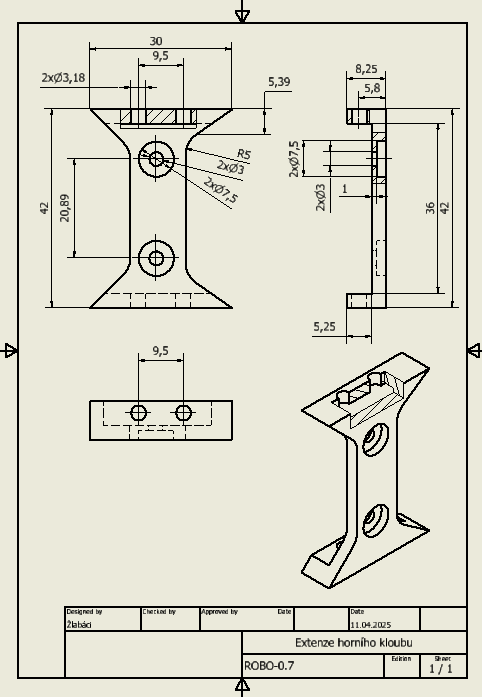 30
9,5
2xØ3,18
5,39
8,25
5,8
R5
2xØ3
2xØ7,5
42
20,89
2xØ7,5
2xØ3
1
36
42
5,25
9,5
Designed by Checked by Approved by Date Date
Žlabáci 11.04.2025
Extenze horního kloubu
ROBO-0.7
Edition Sheet
1 / 1